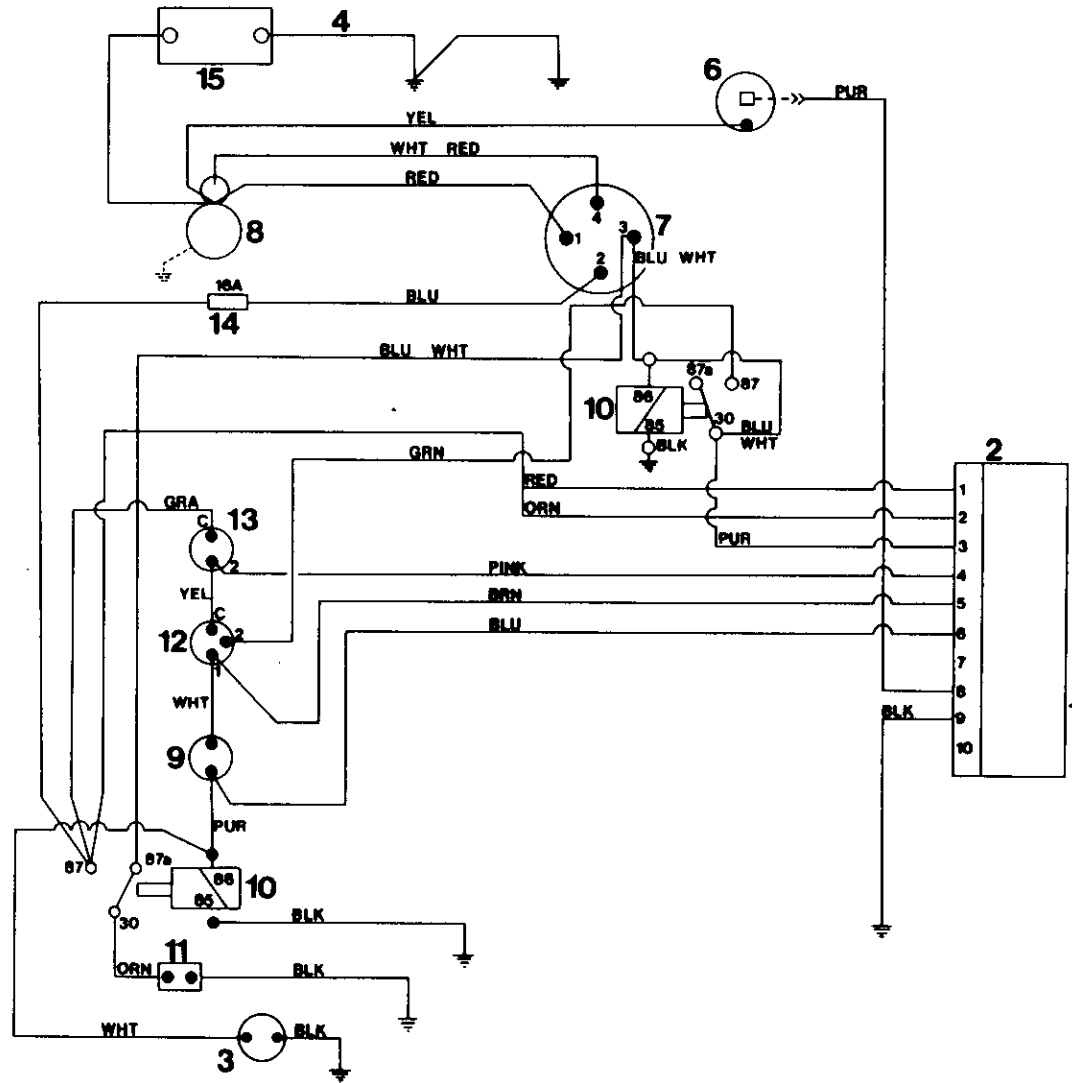 4
15
6
PUR
YEL
WHT RED
RED
8
4
1
3
7
2
BLU WHT
16A
14
BLU
BLU WHT
87a
87
86
10
30
85
BLK
BLU
WHT
GRN
2
RED
1
ORN
2
GRA
C
13
PUR
3
2
PINK
4
YEL
BRN
5
C
12
2
BLU
6
1
7
WHT
8
BLK
9
9
10
PUR
87
87a
86
10
85
30
BLK
11
ORN
BLK
WHT
3
BLK